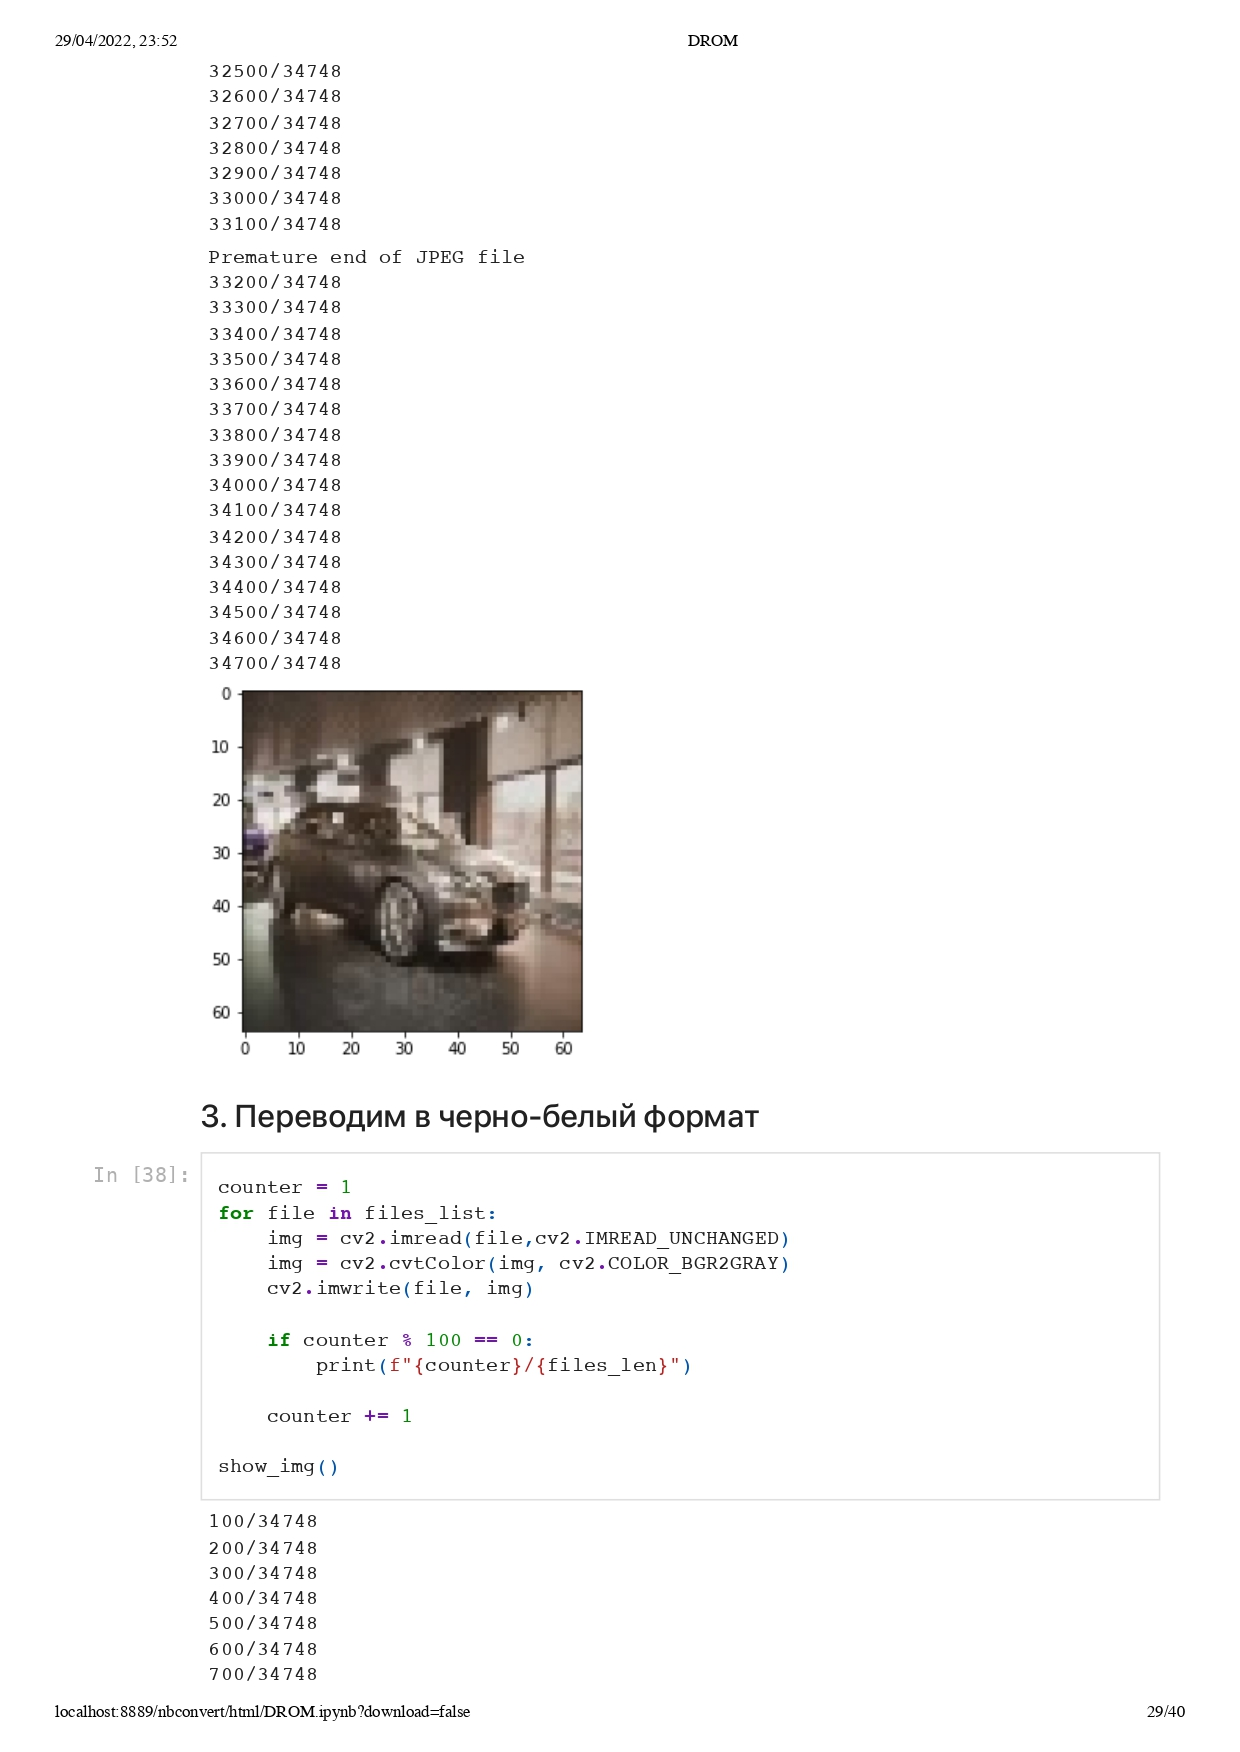 29/04/2022, 23:52 DROM
32500/34748
32600/34748
32700/34748
32800/34748
32900/34748
33000/34748
33100/34748
Premature end of JPEG file
33200/34748
33300/34748
33400/34748
33500/34748
33600/34748
33700/34748
33800/34748
33900/34748
34000/34748
34100/34748
34200/34748
34300/34748
34400/34748
34500/34748
34600/34748
34700/34748
0
10
20
30
40
50
60
0 10 20 30 40 50 60
3. Переводим в черно-белый формат
In [38]:
counter = 1
for file in files_list:
    img = cv2.imread(file,cv2.IMREAD_UNCHANGED)
    img = cv2.cvtColor(img, cv2.COLOR_BGR2GRAY)
    cv2.imwrite(file, img)
    if counter % 100 == 0:
        print(f"{counter}/{files_len}")
    counter += 1
show_img()
100/34748
200/34748
300/34748
400/34748
500/34748
600/34748
700/34748
localhost:8889/nbconvert/html/DROM.ipynb?download=false 29/40